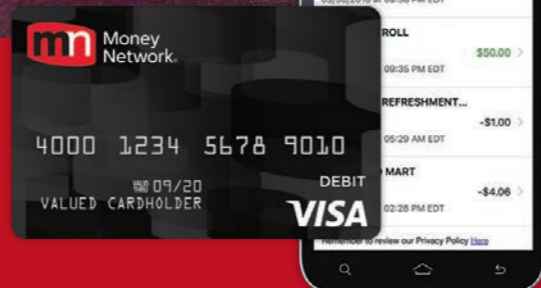 Money
Network
4000 1234 5678 9010
09/20
VALUED CARDHOLDER
DEBIT
VISA
ROLL
$50.00
09:35 PM EDT
REFRESHMENT...
-$1.00
05:29 AM EDT
MART
-$4.06
02:28 PM EDT
Remember to review our Privacy Policy Here